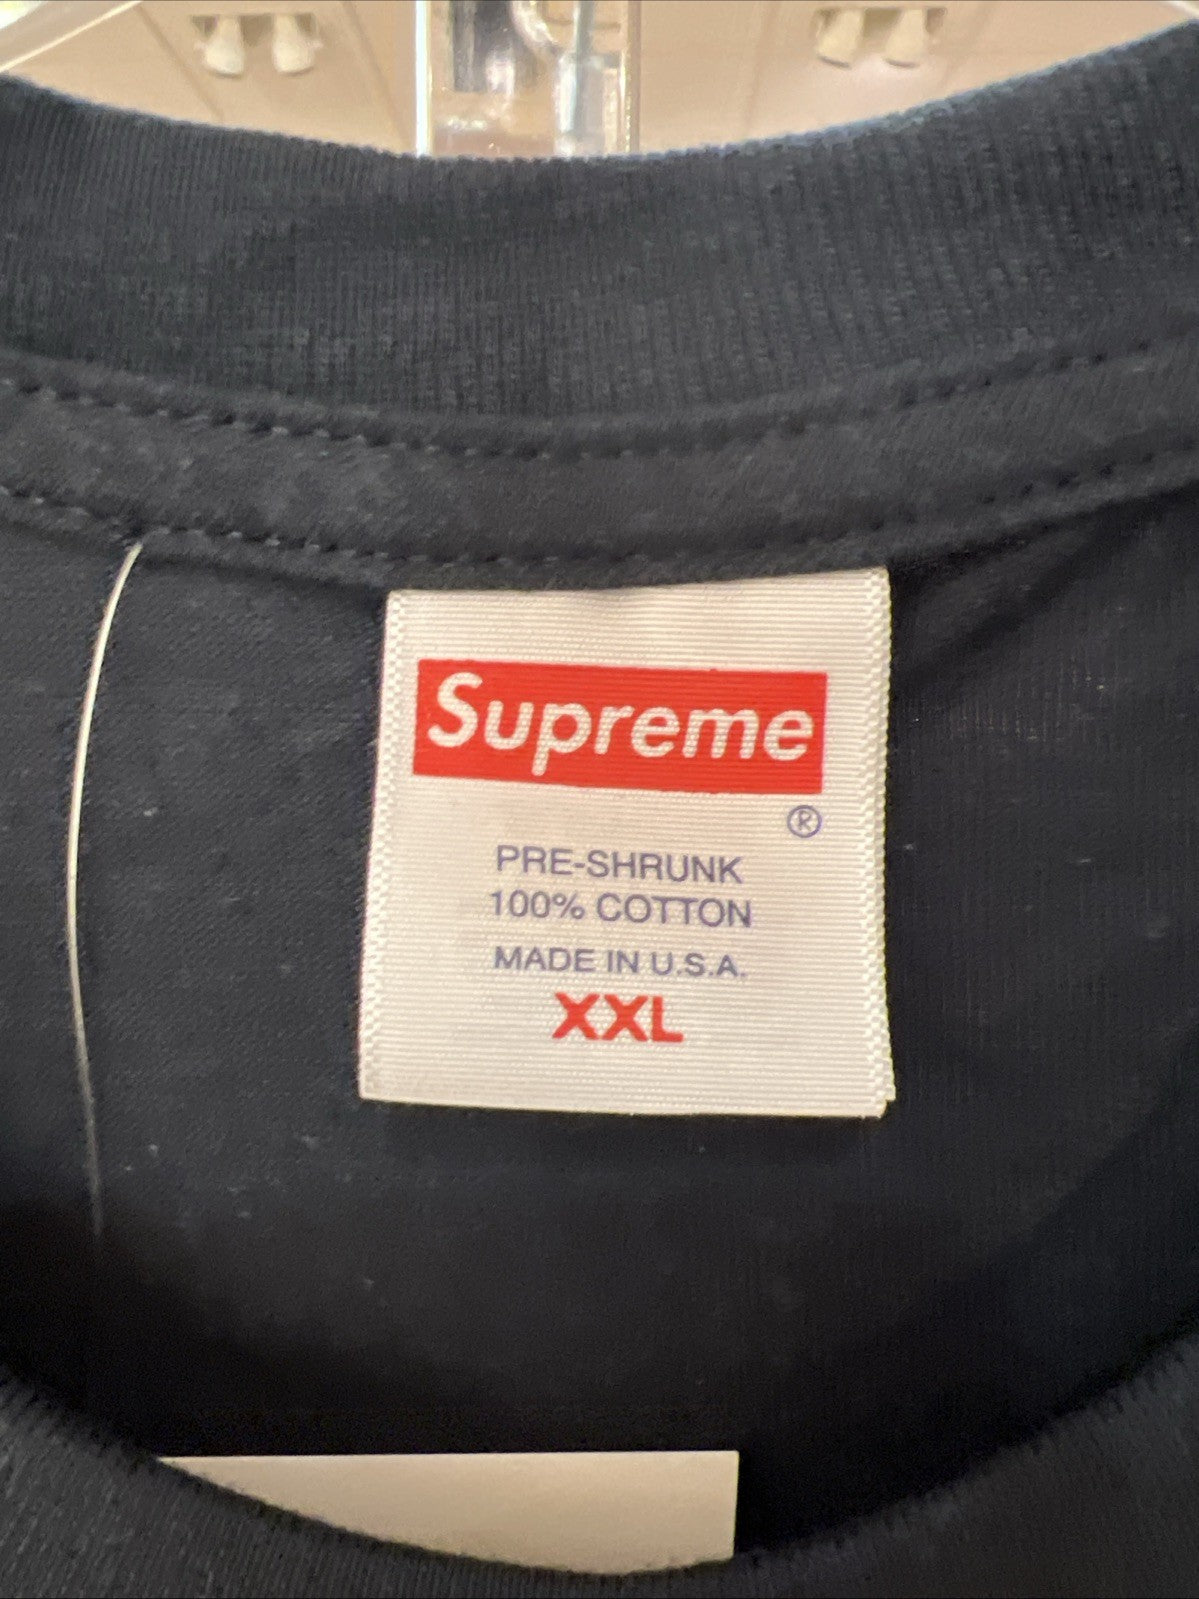 Supreme
®
PRE-SHRUNK
100% COTTON
MADE IN U.S.A.
XXL